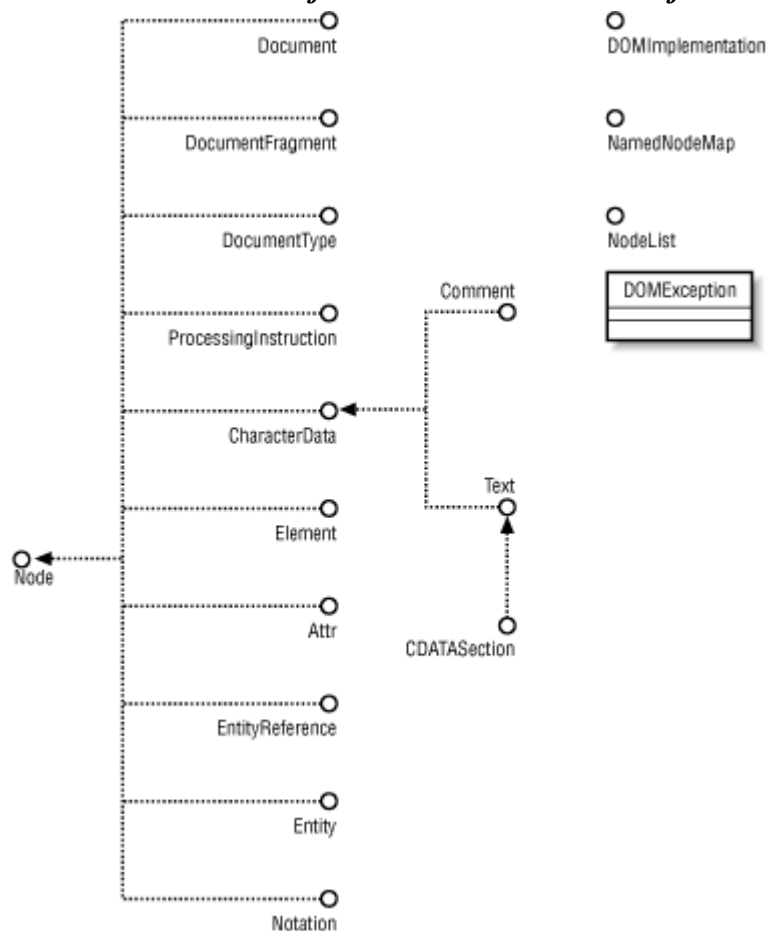 Document
DOMImplementation
DocumentFragment
NamedNodeMap
DocumentType
NodeList
Comment
DOMException
ProcessingInstruction
CharacterData
Text
Element
Node
Attr
CDATASection
EntityReference
Entity
Notation